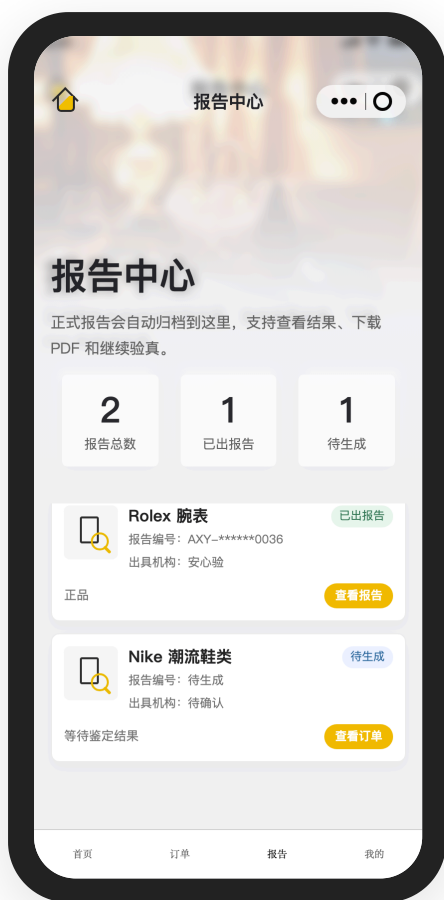 报告中心
报告中心
正式报告会自动归档到这里，支持查看结果、下载
PDF 和继续验真。
2
报告总数
1
已出报告
1
待生成
Rolex 腕表
已出报告
报告编号：AXY-******0036
出具机构：安心验
正品
查看报告
Nike 潮流鞋类
待生成
报告编号：待生成
出具机构：待确认
等待鉴定结果
查看订单
首页
订单
报告
我的